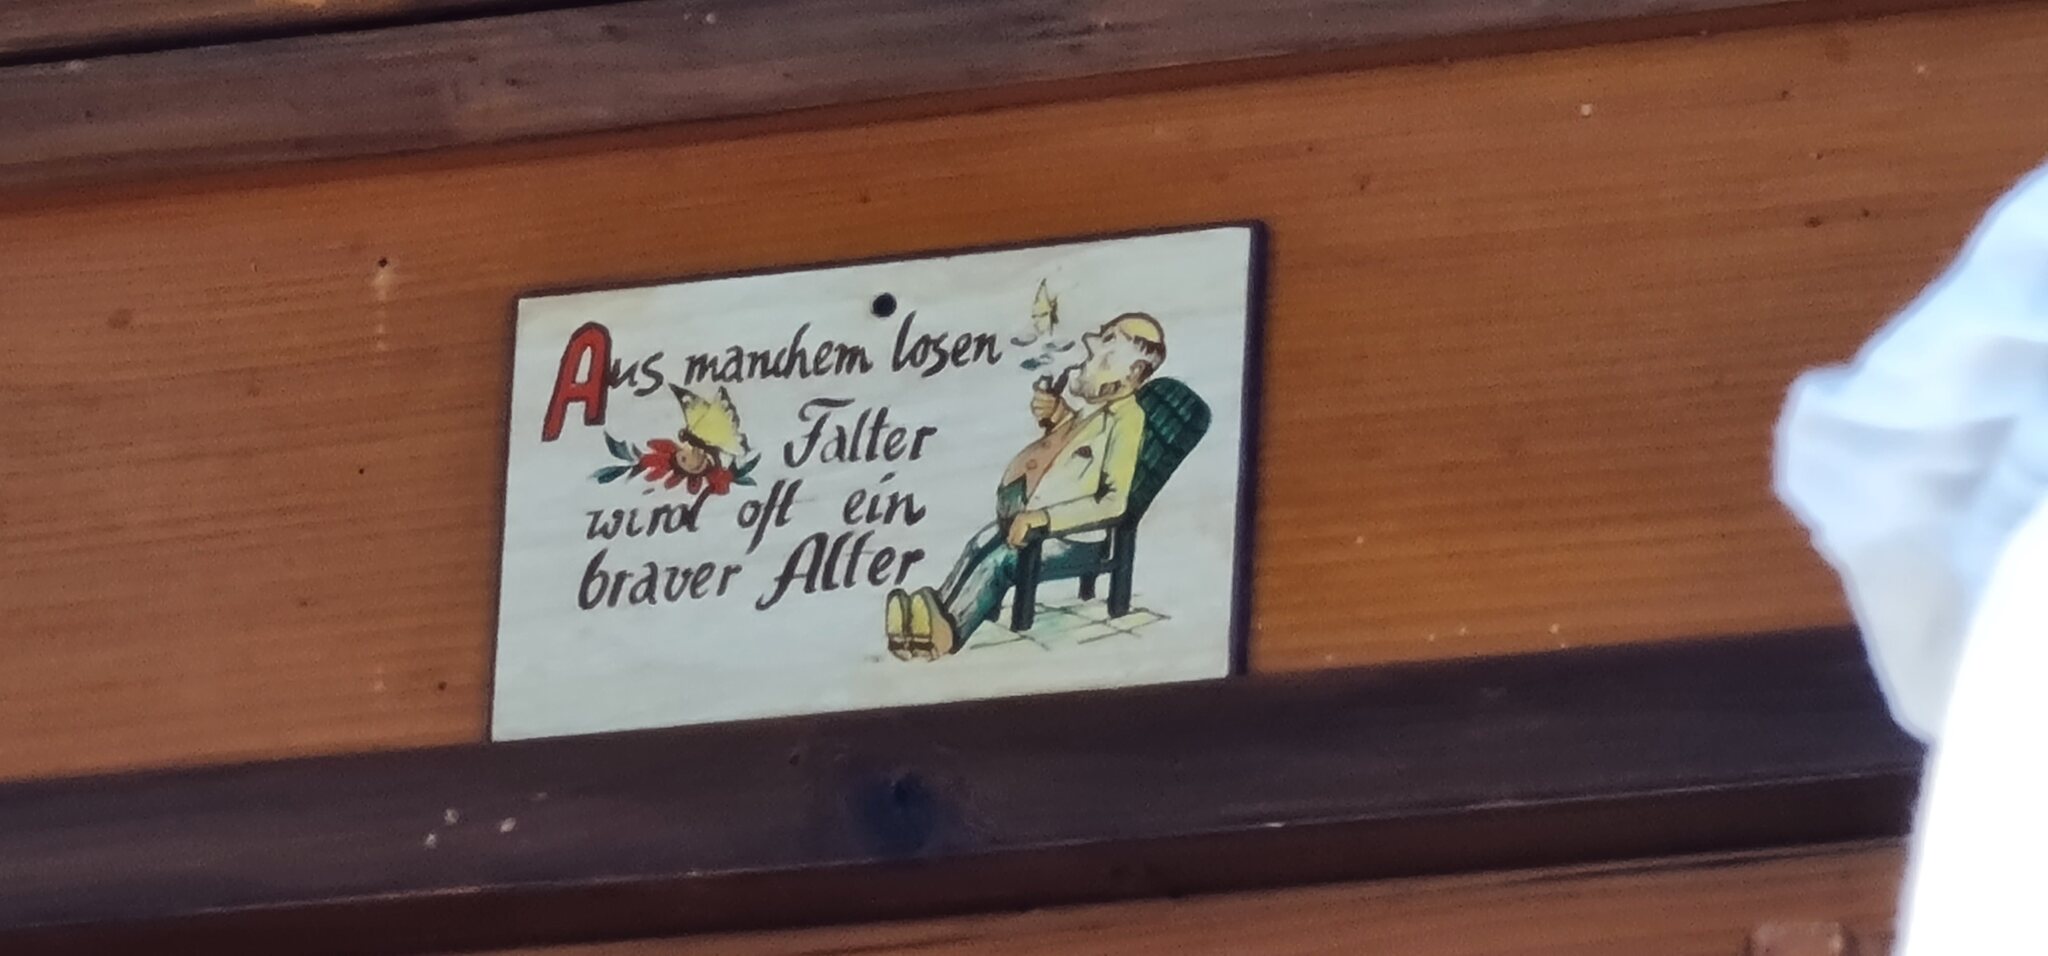 Aus manchem losen
Falter
wird oft ein
braver Alter